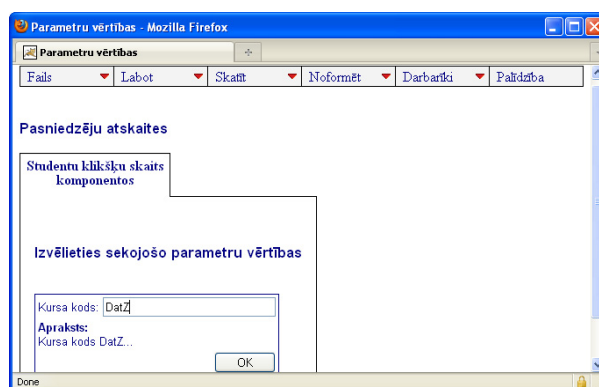 Parametru vērtības - Mozilla Firefox
Parametru vērtības
Fails Labot Skatīt Noformēt Darbarīki Palīdzība
Pasniedzēju atskaites
Studentu klikšķu skaits
komponentos
Izvēlieties sekojošo parametru vērtības
Kursa kods: DatZ
Apraksts:
Kursa kods DatZ...
OK
Done